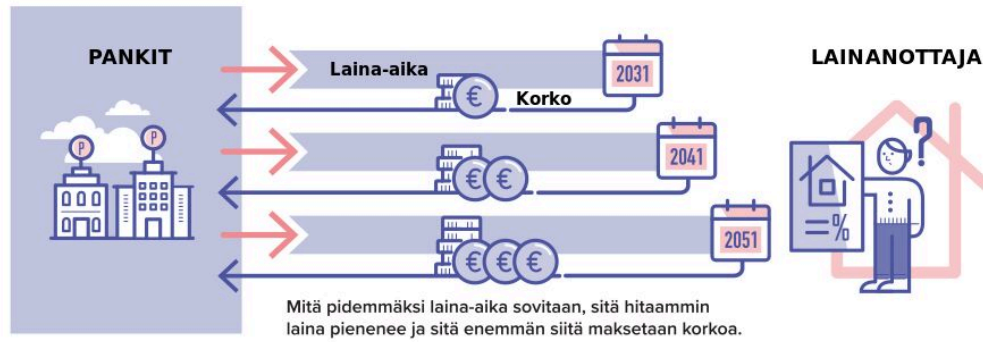 PANKIT
LAINANOTTAJA
Laina-aika
2031
€
Korko
P
P
2041
€ €
?
=%
2051
€ € €
Mitä pidemmäksi laina-aika sovitaan, sitä hitaammin
laina pienenee ja sitä enemmän siitä maksetaan korkoa.